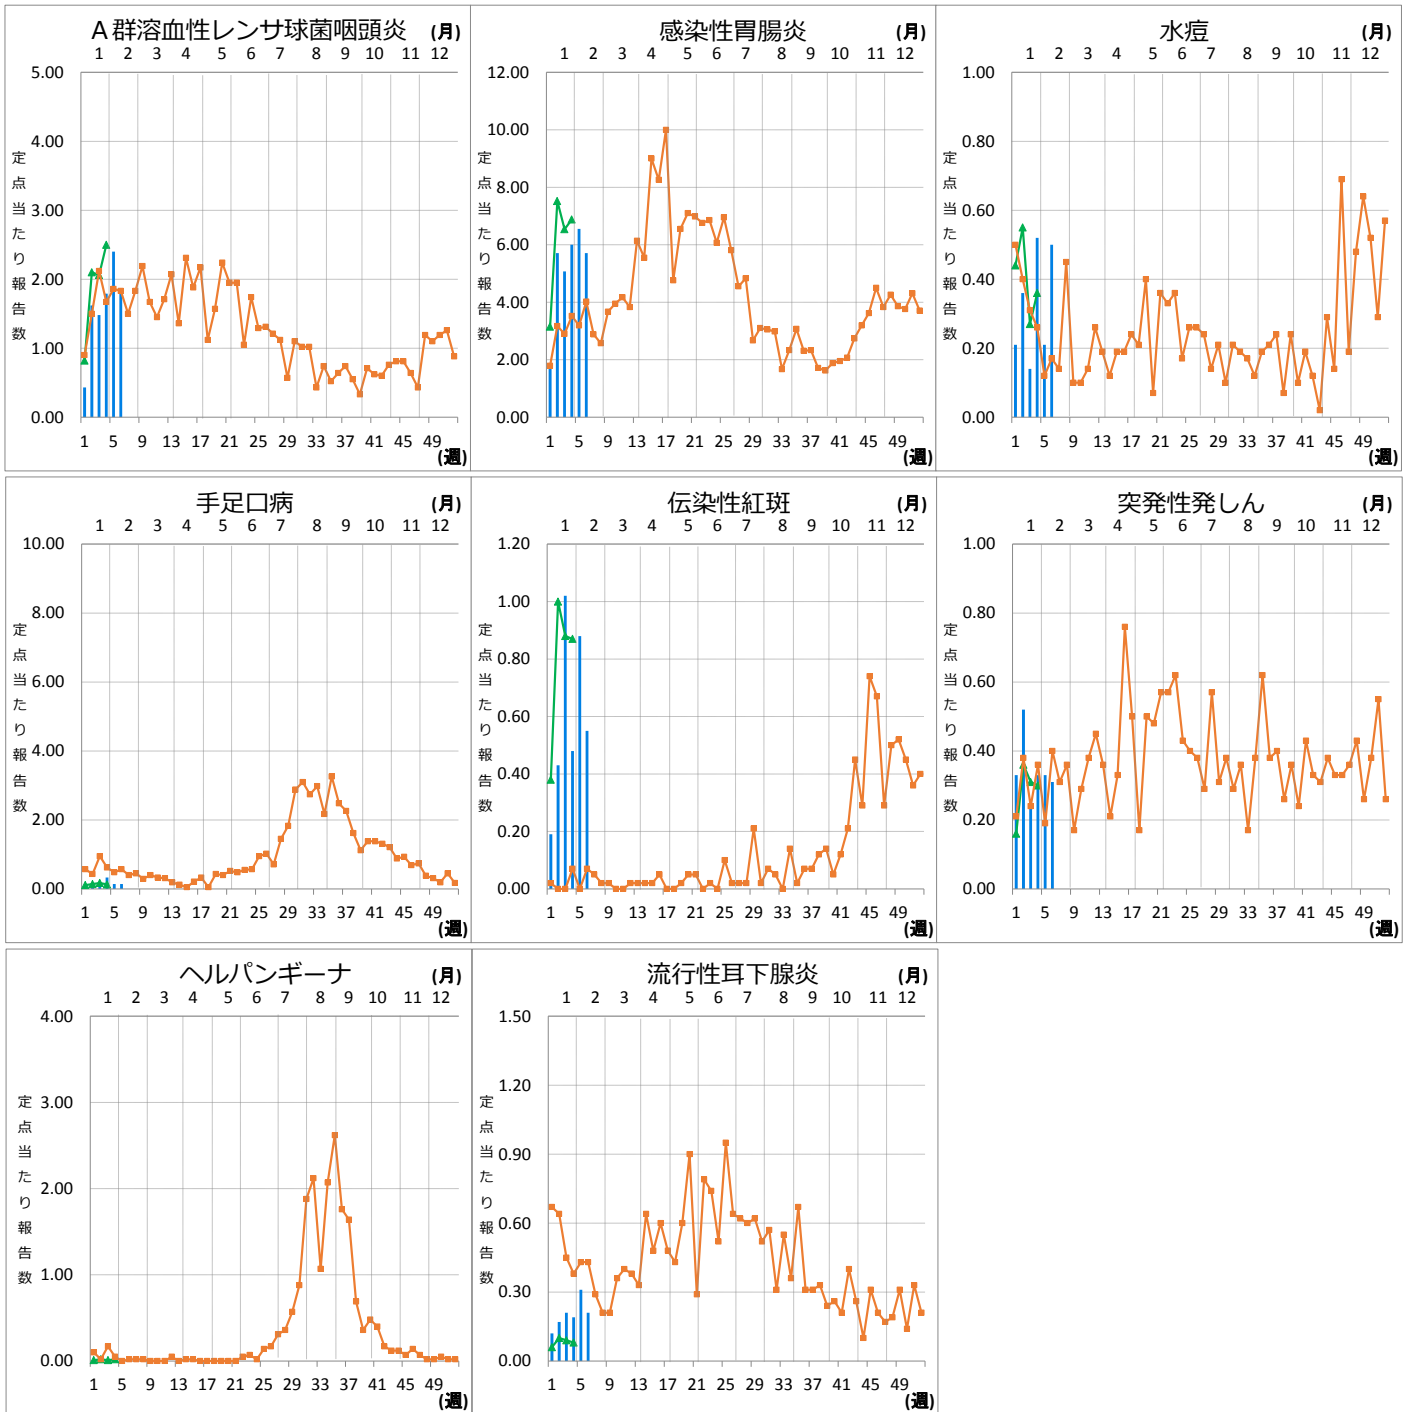 A群溶血性レンサ球菌咽頭炎 (月)
1 2 3 4 5 6 7 8 9 10 11 12
5.00
4.00
3.00
2.00
1.00
0.00
定点当たり報告数
1 5 9 13 17 21 25 29 33 37 41 45 49
(週)
感染性胃腸炎 (月)
1 2 3 4 5 6 7 8 9 10 11 12
12.00
10.00
8.00
6.00
4.00
2.00
0.00
定点当たり報告数
1 5 9 13 17 21 25 29 33 37 41 45 49
(週)
水痘 (月)
1 2 3 4 5 6 7 8 9 10 11 12
1.00
0.80
0.60
0.40
0.20
0.00
定点当たり報告数
1 5 9 13 17 21 25 29 33 37 41 45 49
(週)
手足口病 (月)
1 2 3 4 5 6 7 8 9 10 11 12
10.00
8.00
6.00
4.00
2.00
0.00
定点当たり報告数
1 5 9 13 17 21 25 29 33 37 41 45 49
(週)
伝染性紅斑 (月)
1 2 3 4 5 6 7 8 9 10 11 12
1.20
1.00
0.80
0.60
0.40
0.20
0.00
定点当たり報告数
1 5 9 13 17 21 25 29 33 37 41 45 49
(週)
突発性発しん (月)
1 2 3 4 5 6 7 8 9 10 11 12
1.00
0.80
0.60
0.40
0.20
0.00
定点当たり報告数
1 5 9 13 17 21 25 29 33 37 41 45 49
(週)
ヘルパンギーナ (月)
1 2 3 4 5 6 7 8 9 10 11 12
4.00
3.00
2.00
1.00
0.00
定点当たり報告数
1 5 9 13 17 21 25 29 33 37 41 45 49
(週)
流行性耳下腺炎 (月)
1 2 3 4 5 6 7 8 9 10 11 12
1.50
1.20
0.90
0.60
0.30
0.00
定点当たり報告数
1 5 9 13 17 21 25 29 33 37 41 45 49
(週)